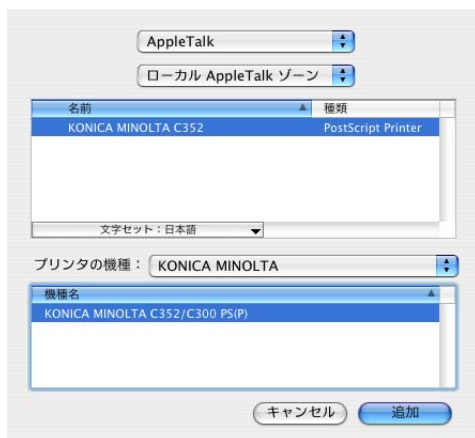 AppleTalk
ローカル AppleTalk ゾーン
名前 種類
KONICA MINOLTA C352 PostScript Printer
文字セット：日本語
プリンタの機種： KONICA MINOLTA
機種名
KONICA MINOLTA C352/C300 PS(P)
キャンセル 追加